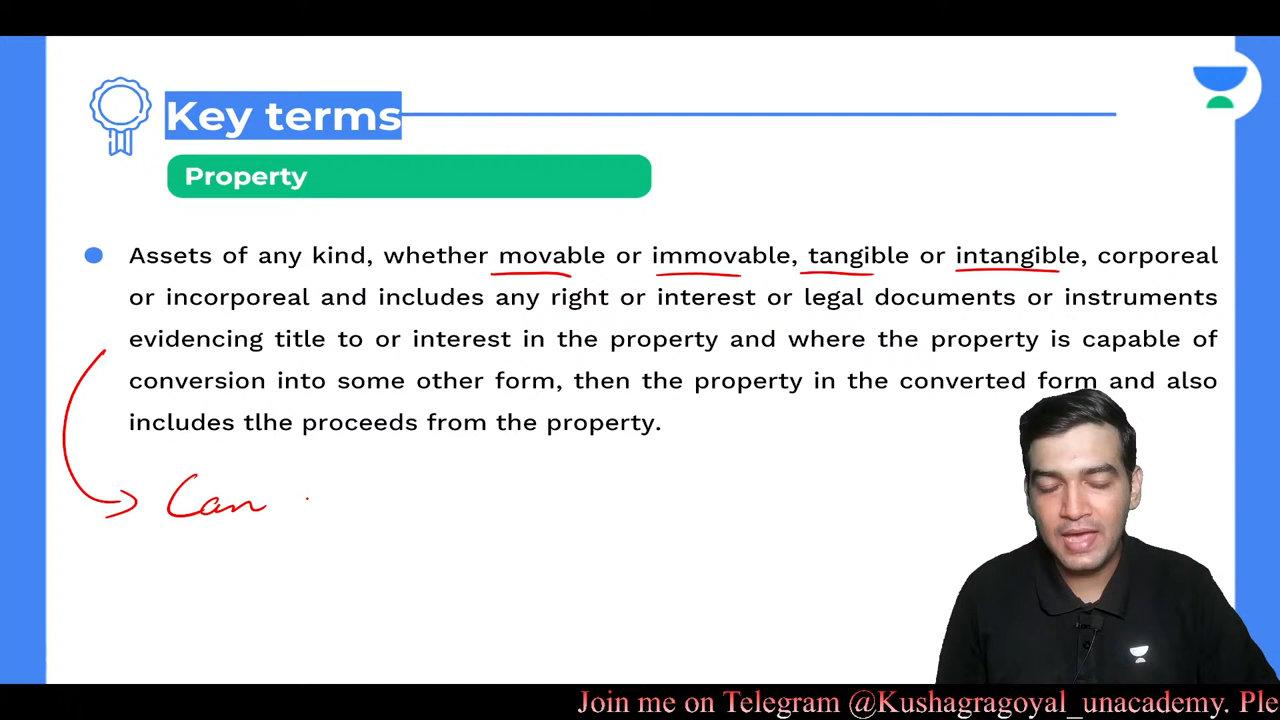 Key terms
Property
Assets of any kind, whether movable or immovable, tangible or intangible, corporeal
or incorporeal and includes any right or interest or legal documents or instruments
evidencing title to or interest in the property and where the property is capable of
conversion into some other form, then the property in the converted form and also
includes tlhe proceeds from the property.
Can
Join me on Telegram @Kushagragoyal_unacademy. Ple